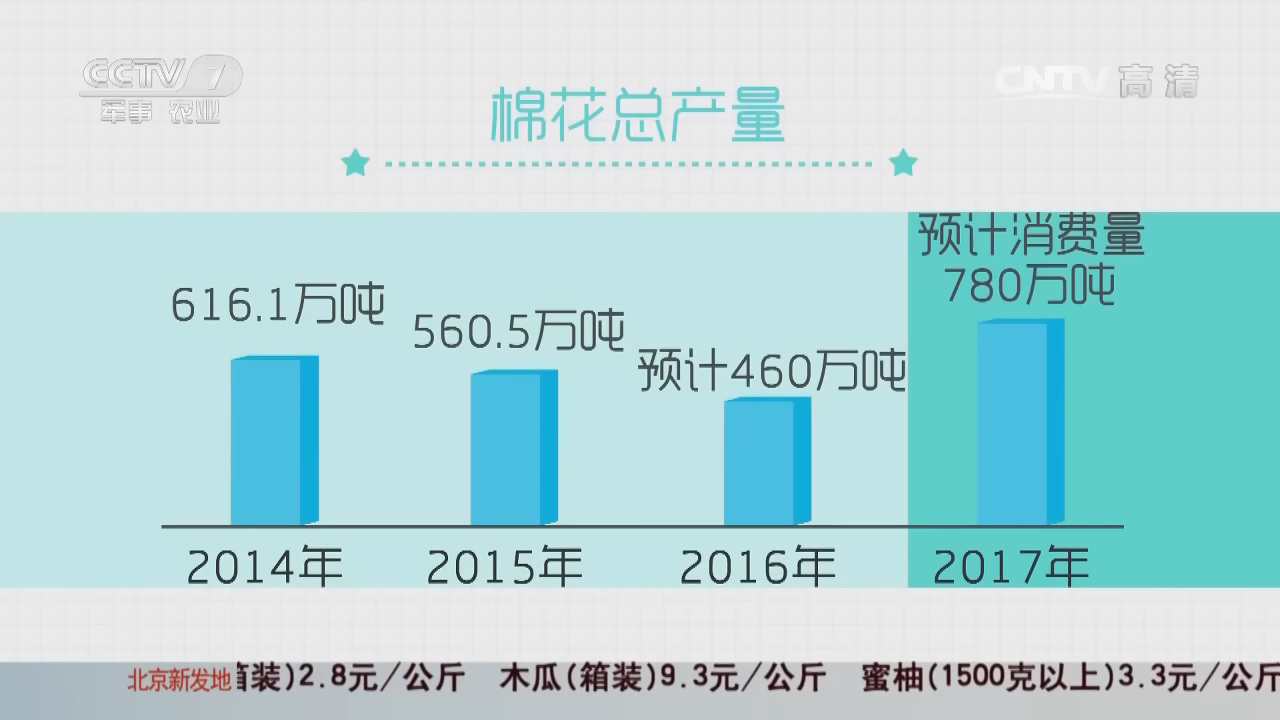 CCTV 7
军事 农业
CNTV 高清
棉花总产量
616.1万吨
560.5万吨
预计460万吨
预计消费量
780万吨
2014年
2015年
2016年
2017年
北京新发地
装)2.8元/公斤 木瓜(箱装)9.3元/公斤 蜜柚(1500克以上)3.3元/公斤